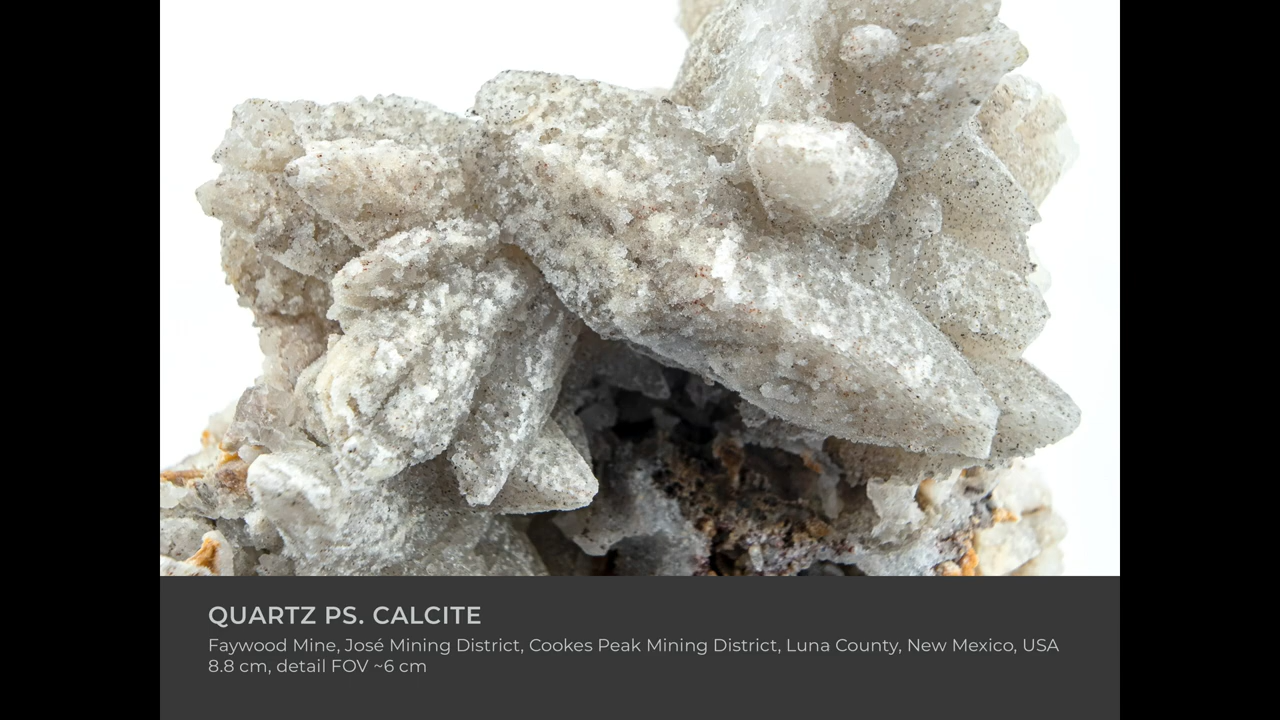 QUARTZ PS. CALCITE
Faywood Mine, José Mining District, Cookes Peak Mining District, Luna County, New Mexico, USA
8.8 cm, detail FOV ~6 cm